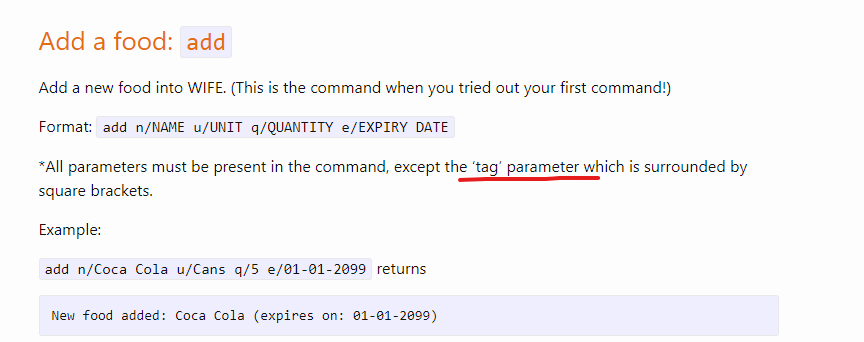 Add a food: add
Add a new food into WIFE. (This is the command when you tried out your first command!)
Format: add n/NAME u/UNIT q/QUANTITY e/EXPIRY DATE
*All parameters must be present in the command, except the ‘tag’ parameter which is surrounded by
square brackets.
Example:
add n/Coca Cola u/Cans q/5 e/01-01-2099 returns
New food added: Coca Cola (expires on: 01-01-2099)